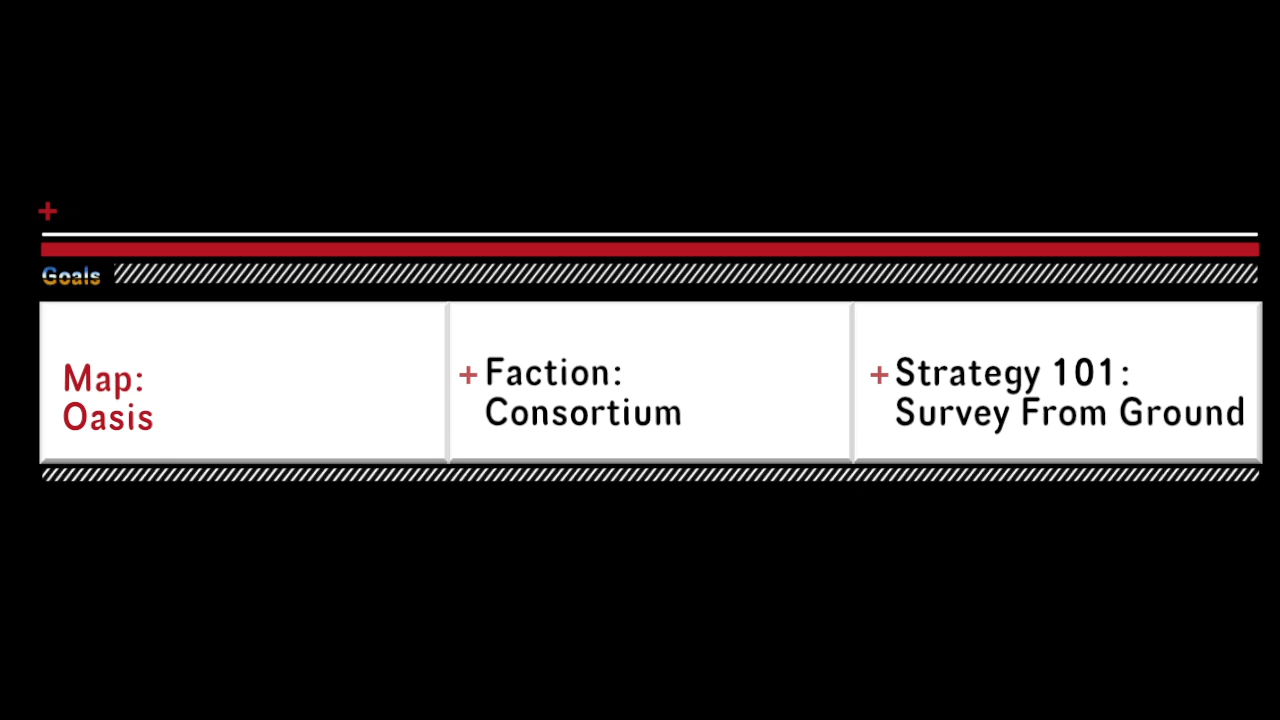 +
Goals
Map:
Oasis
+ Faction:
Consortium
+ Strategy 101:
Survey From Ground